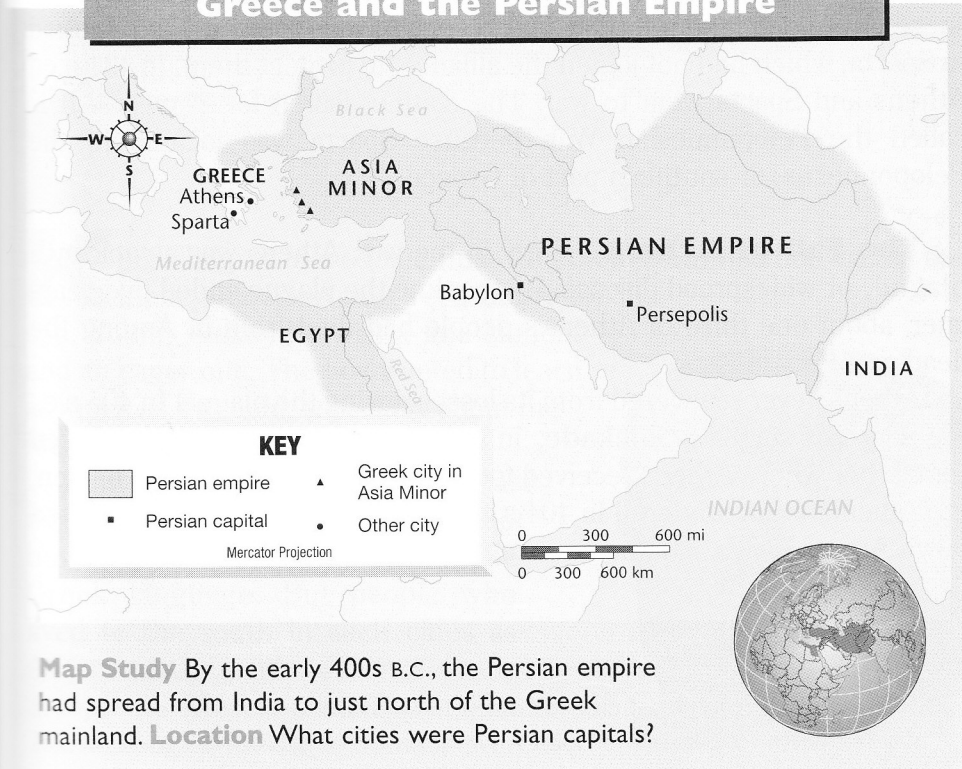 Greece and the Persian Empire
Black Sea
N
W
E
S
ASIA
MINOR
GREECE
Athens
Sparta
PERSIAN EMPIRE
Mediterranean Sea
Babylon
Persepolis
EGYPT
Red Sea
INDIA
KEY
Persian empire
Greek city in
Asia Minor
Persian capital
Other city
Mercator Projection
INDIAN OCEAN
0 300 600 mi
0 300 600 km
Map Study By the early 400s B.C., the Persian empire
had spread from India to just north of the Greek
mainland. Location What cities were Persian capitals?